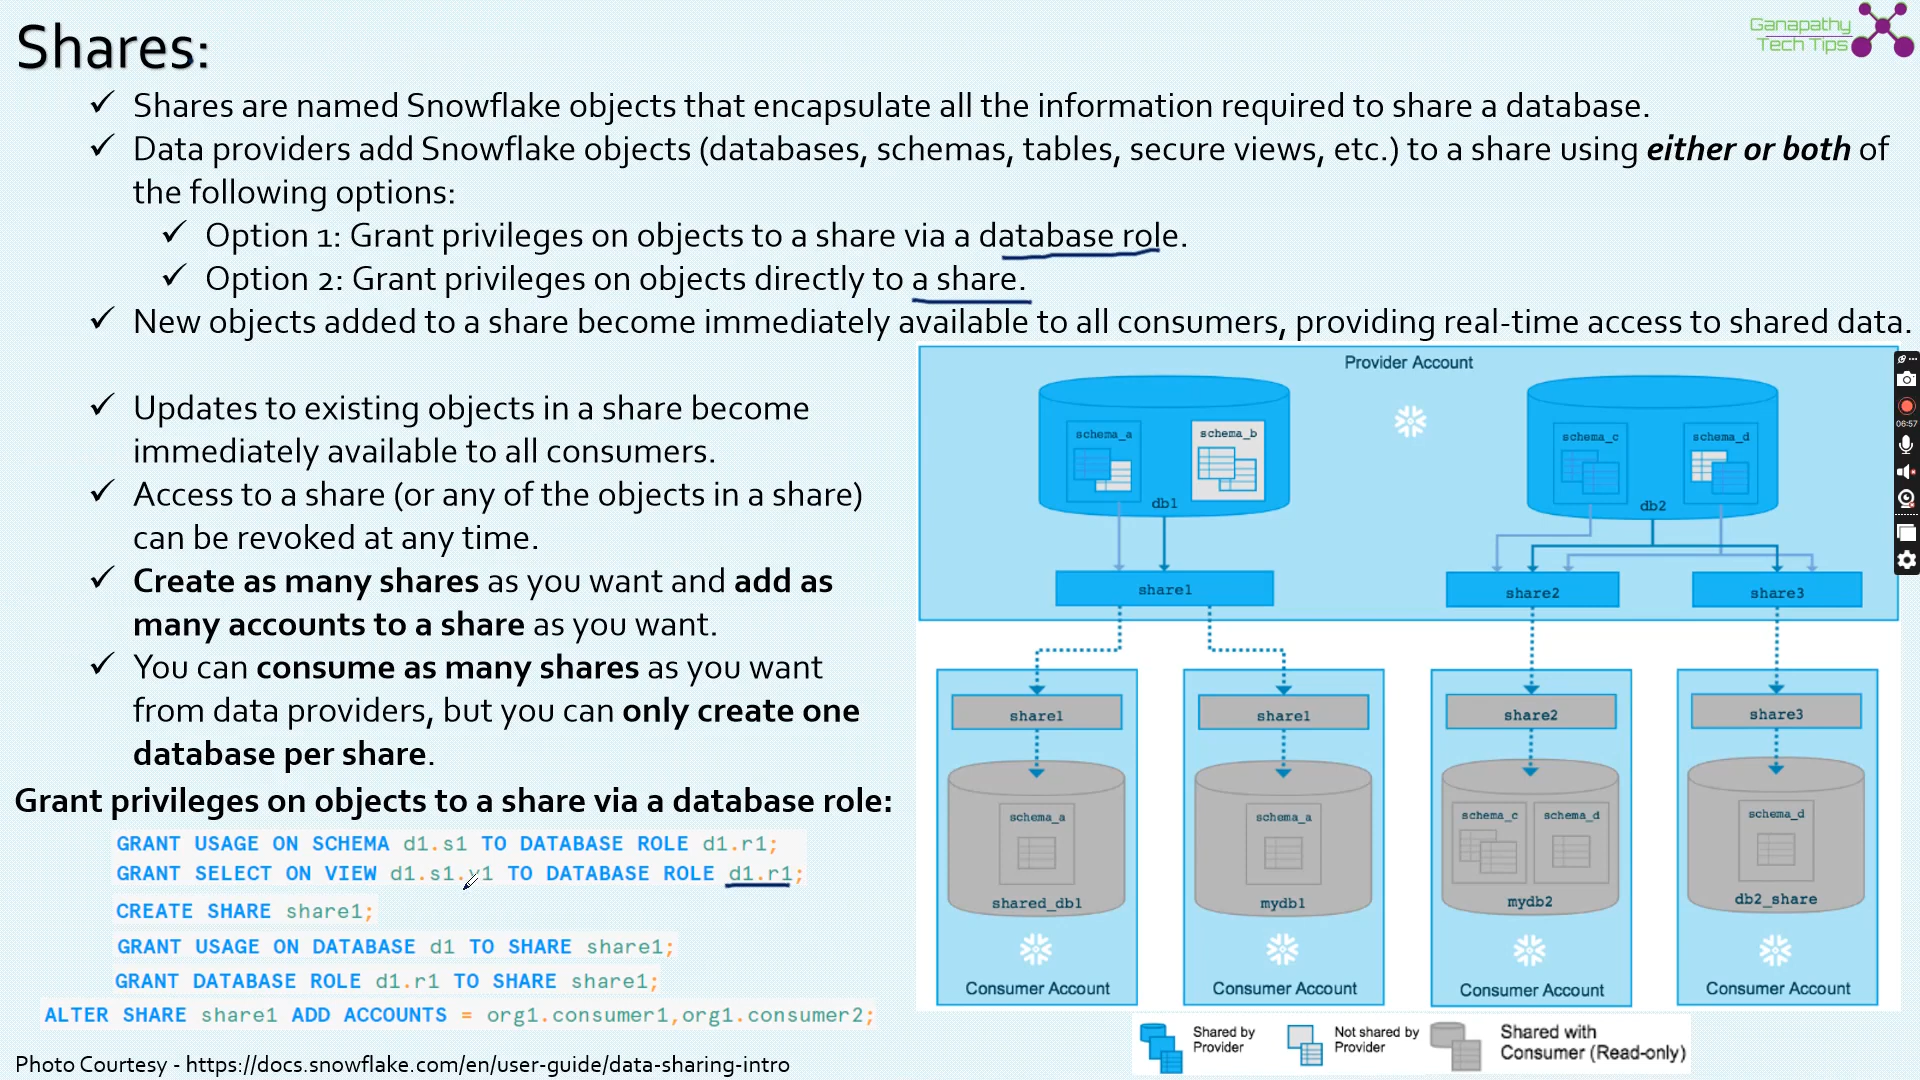 Shares:
Ganapathy
Tech Tips
Shares are named Snowflake objects that encapsulate all the information required to share a database.
Data providers add Snowflake objects (databases, schemas, tables, secure views, etc.) to a share using either or both of
the following options:
Option 1: Grant privileges on objects to a share via a database role.
Option 2: Grant privileges on objects directly to a share.
New objects added to a share become immediately available to all consumers, providing real-time access to shared data.
Updates to existing objects in a share become
immediately available to all consumers.
Access to a share (or any of the objects in a share)
can be revoked at any time.
Create as many shares as you want and add as
many accounts to a share as you want.
You can consume as many shares as you want
from data providers, but you can only create one
database per share.
Grant privileges on objects to a share via a database role:
GRANT USAGE ON SCHEMA d1.s1 TO DATABASE ROLE d1.r1;
GRANT SELECT ON VIEW d1.s1.v1 TO DATABASE ROLE d1.r1;
CREATE SHARE share1;
GRANT USAGE ON DATABASE d1 TO SHARE share1;
GRANT DATABASE ROLE d1.r1 TO SHARE share1;
ALTER SHARE share1 ADD ACCOUNTS = org1.consumer1,org1.consumer2;
Photo Courtesy - https://docs.snowflake.com/en/user-guide/data-sharing-intro
Provider Account
schema_a
schema_b
db1
schema_c
schema_d
db2
share1
share2
share3
share1
share1
share2
share3
schema_a
schema_a
schema_c
schema_d
schema_d
shared_db1
mydb1
mydb2
db2_share
Consumer Account
Consumer Account
Consumer Account
Consumer Account
Shared by
Provider
Not shared by
Provider
Shared with
Consumer (Read-only)
06:57